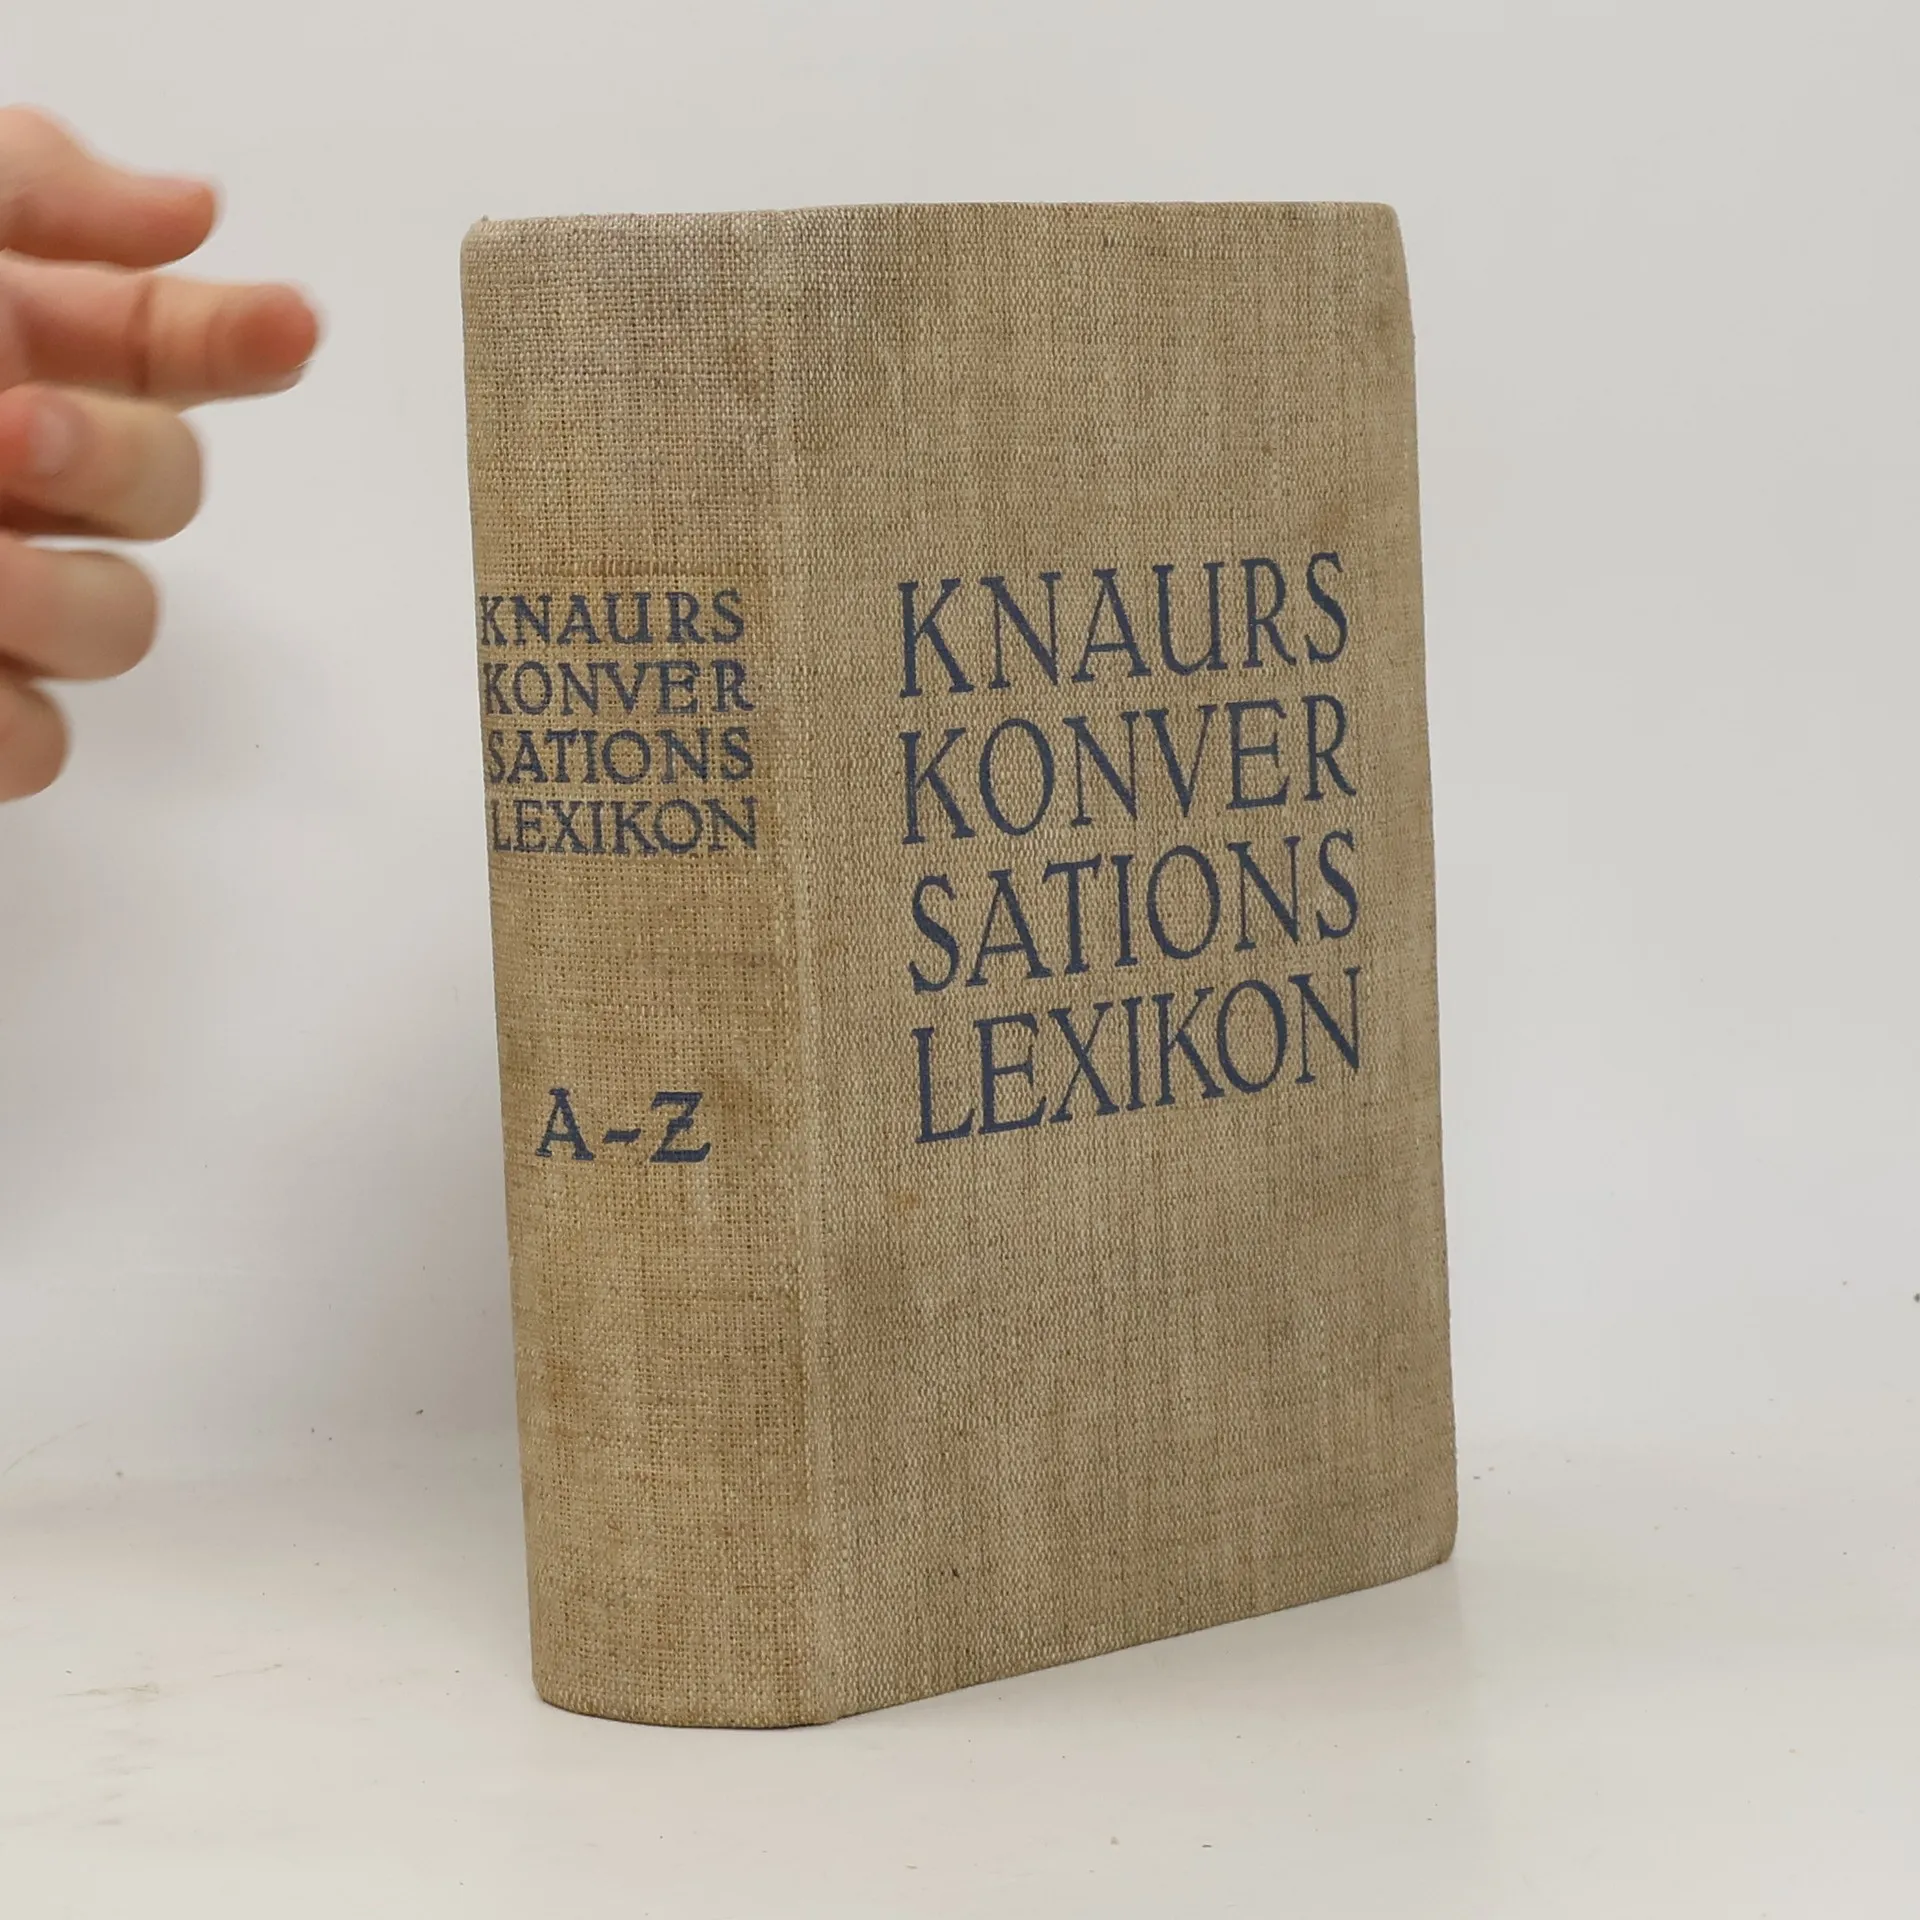 KNAURS
KONVER
SATIONS
LEXIKON
A-Z
KNAURS
KONVER
SATIONS
LEXIKON